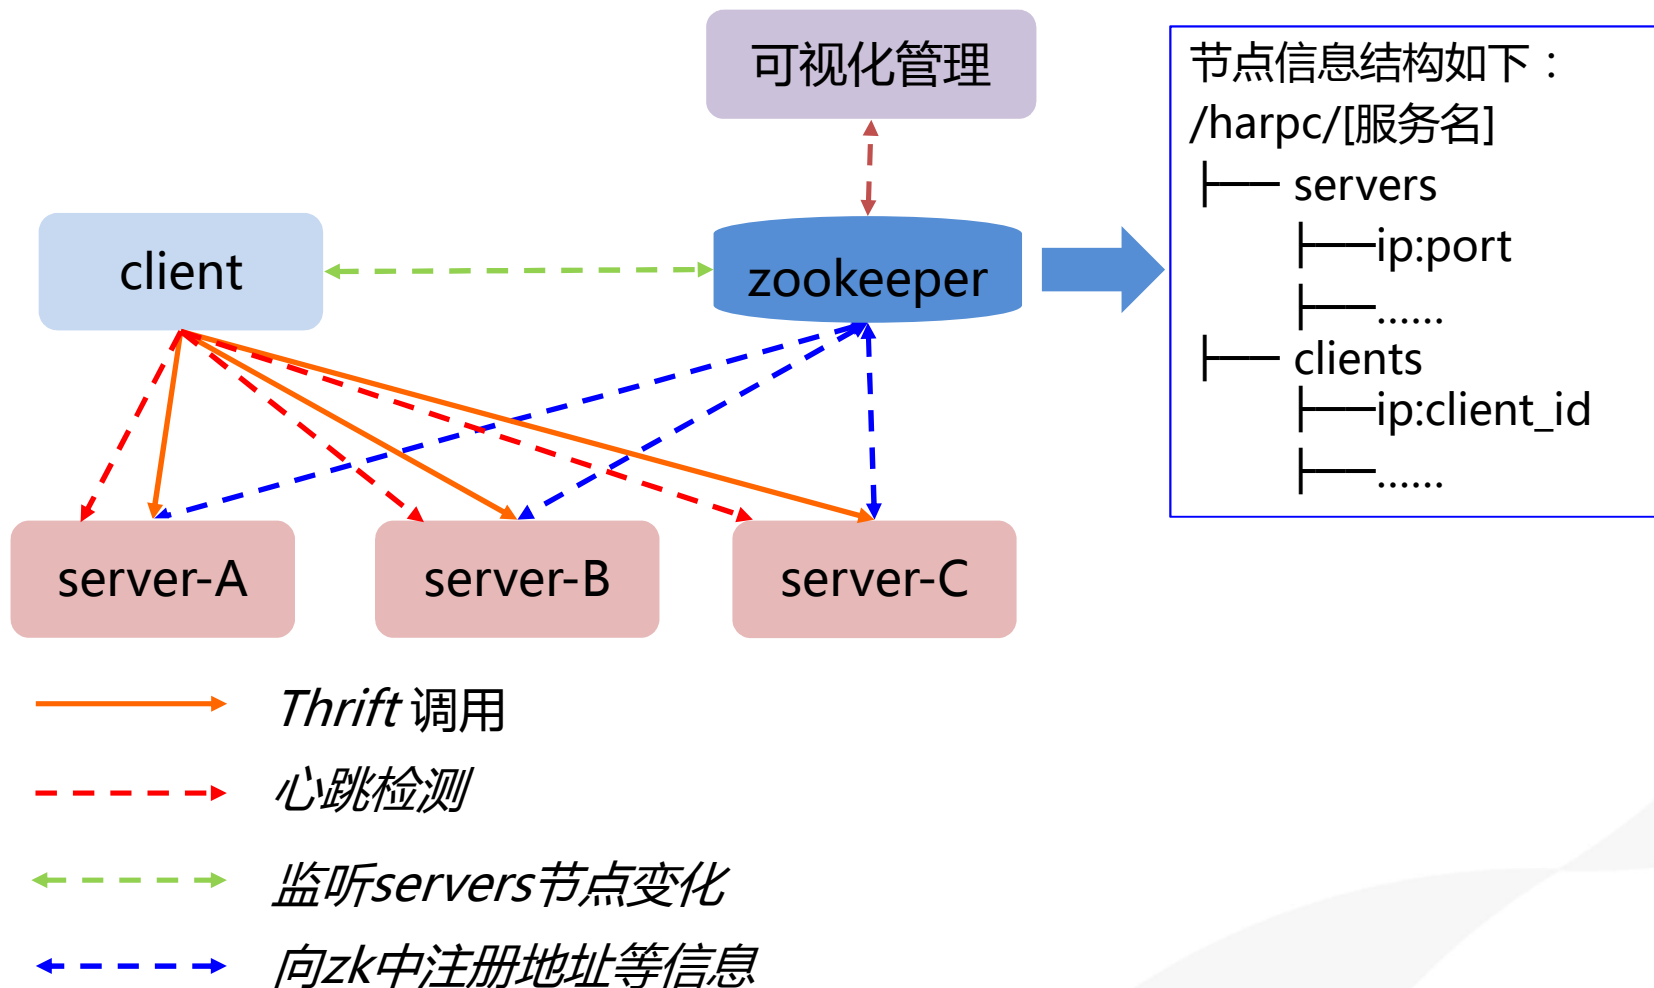 可视化管理
节点信息结构如下：
/harpc/[服务名]
├── servers
├──ip:port
├──......
├── clients
├──ip:client_id
├──......
client
zookeeper
server-A
server-B
server-C
Thrift 调用
心跳检测
监听servers节点变化
向zk中注册地址等信息